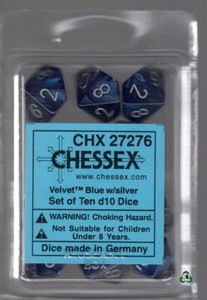 CHX 27276
CHESSEX
www.chessex.com
Velvet™ Blue w/silver
Set of Ten d10 Dice
WARNING! Choking Hazard.
Not Suitable for Children
Under 8 Years.
Dice made in Germany